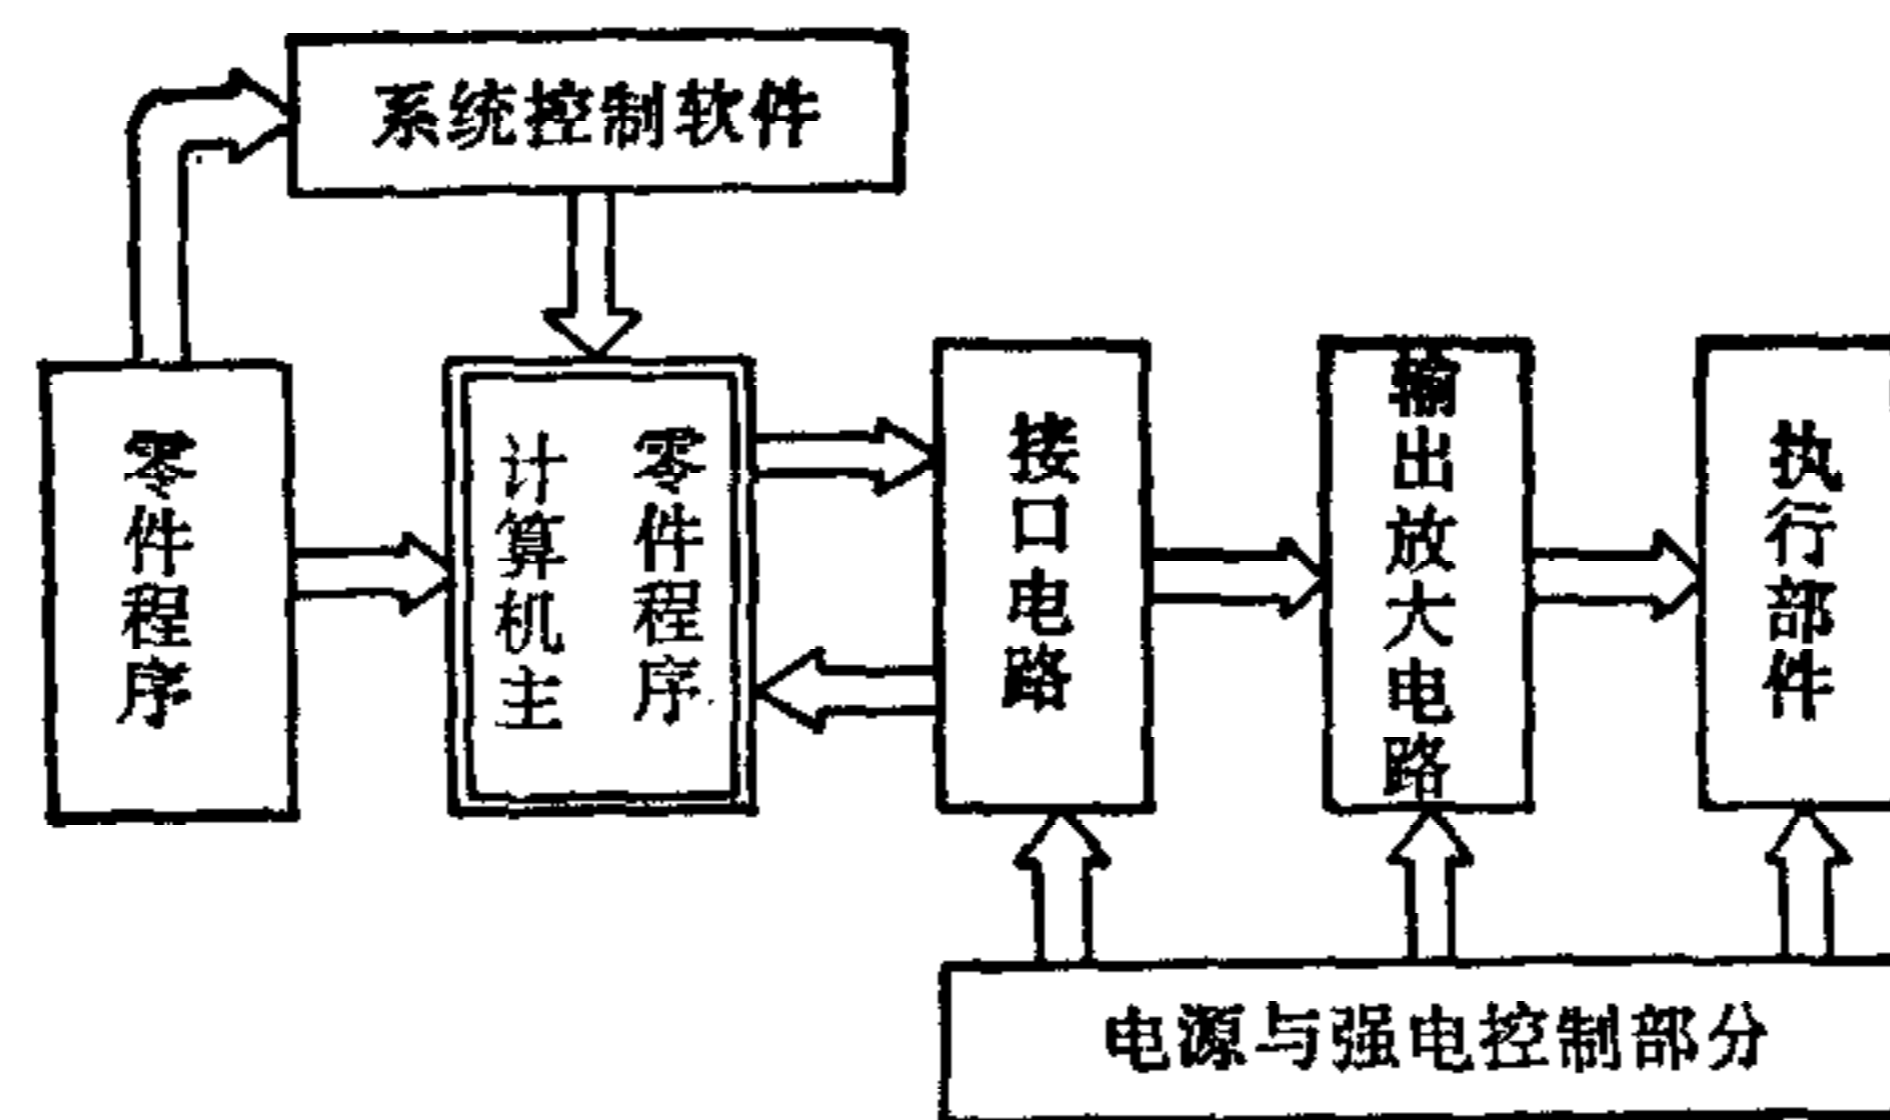 系统控制软件
零件程序
计算机主
零件程序
接口电路
输出放大电路
执行部件
电源与强电控制部分